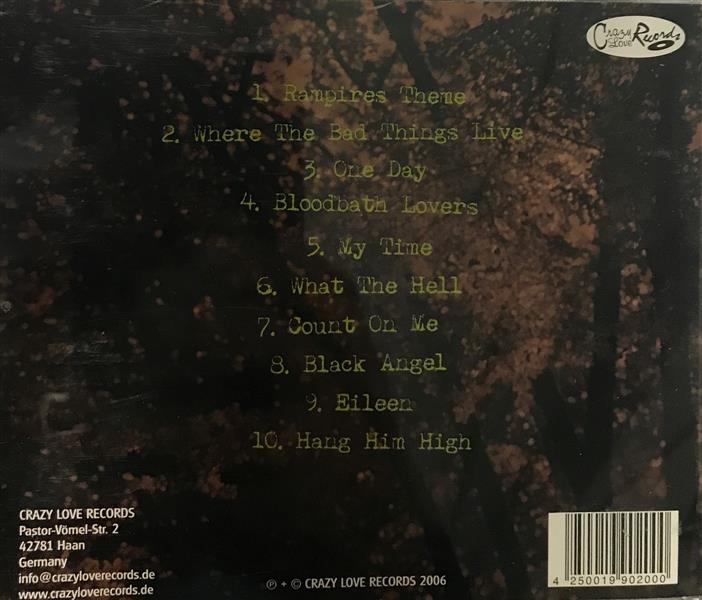 Crazy Love Records
1. Rampires Theme
2. Where The Bad Things Live
3. One Day
4. Bloodbath Lovers
5. My Time
6. What The Hell
7. Count On Me
8. Black Angel
9. Eileen
10. Hang Him High
CRAZY LOVE RECORDS
Pastor-Vömel-Str. 2
42781 Haan
Germany
info@crazyloverecords.de
www.crazyloverecords.de
℗ + © CRAZY LOVE RECORDS 2006
4 250019 902000